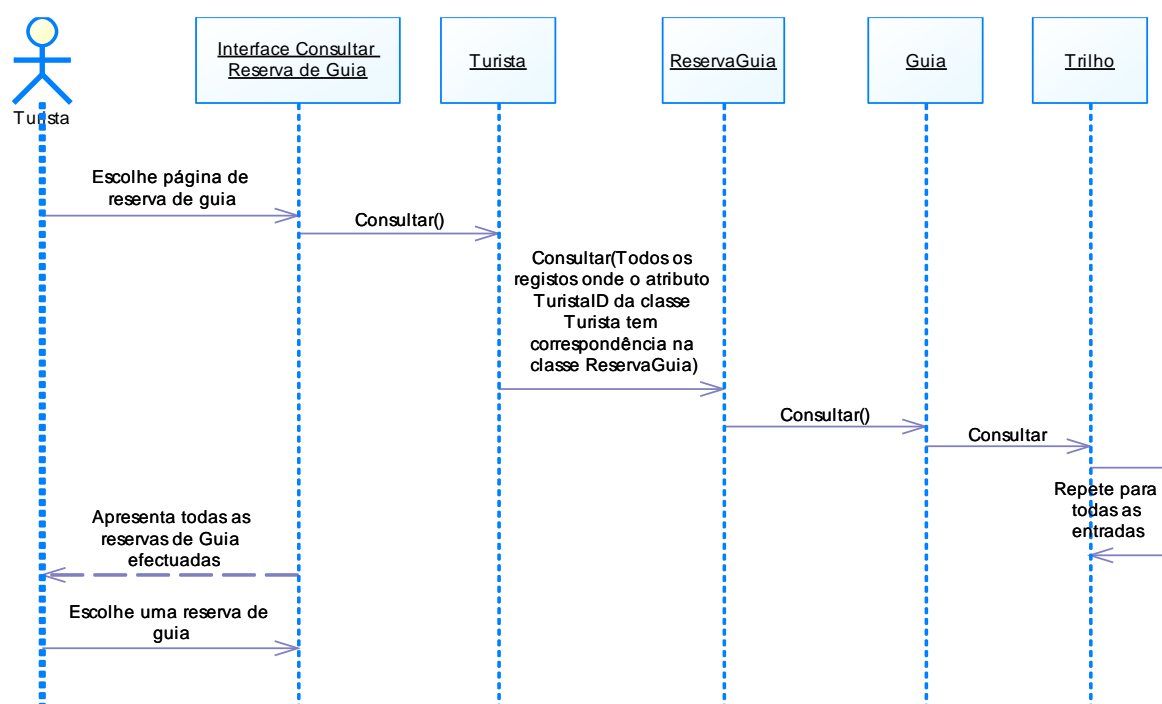 Interface Consultar
Reserva de Guia
Turista
ReservaGuia
Guia
Trilho
Turista
Escolhe página de
reserva de guia
Consultar()
Consultar(Todos os
registos onde o atributo
TuristaID da classe
Turista tem
correspondência na
classe ReservaGuia)
Consultar()
Consultar
Repete para
todas as
entradas
Apresenta todas as
reservas de Guia
efectuadas
Escolhe uma reserva de
guia